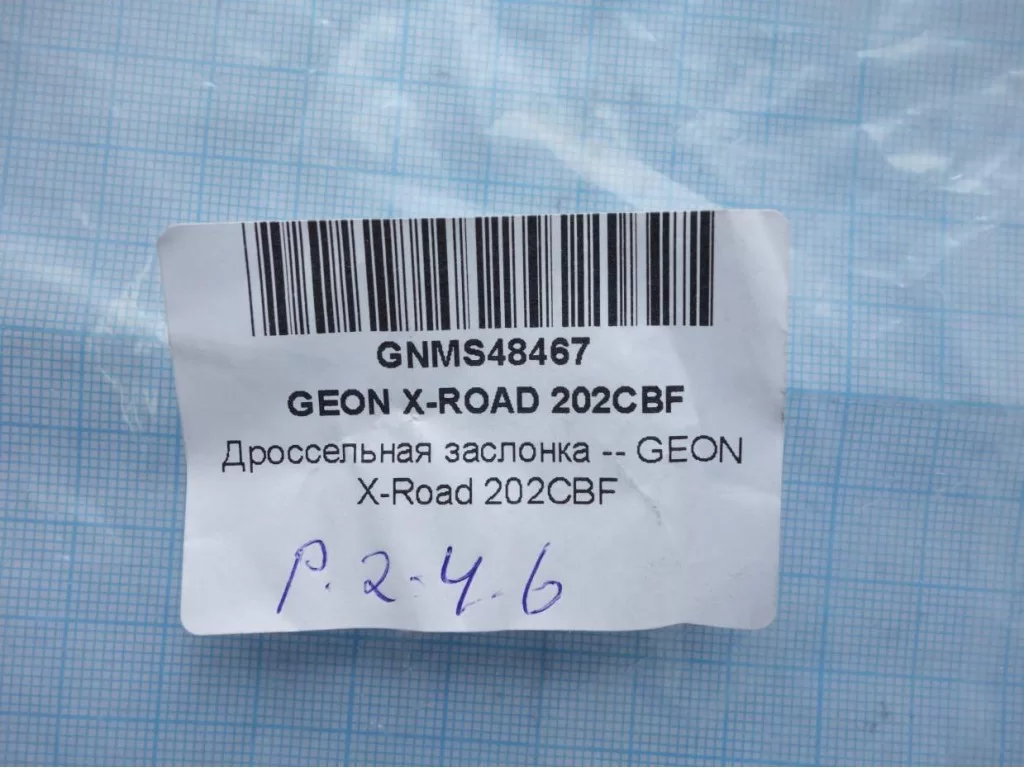 GNMS48467
GEON X-ROAD 202CBF
Дроссельная заслонка -- GEON
X-Road 202CBF
P. 2-4.6